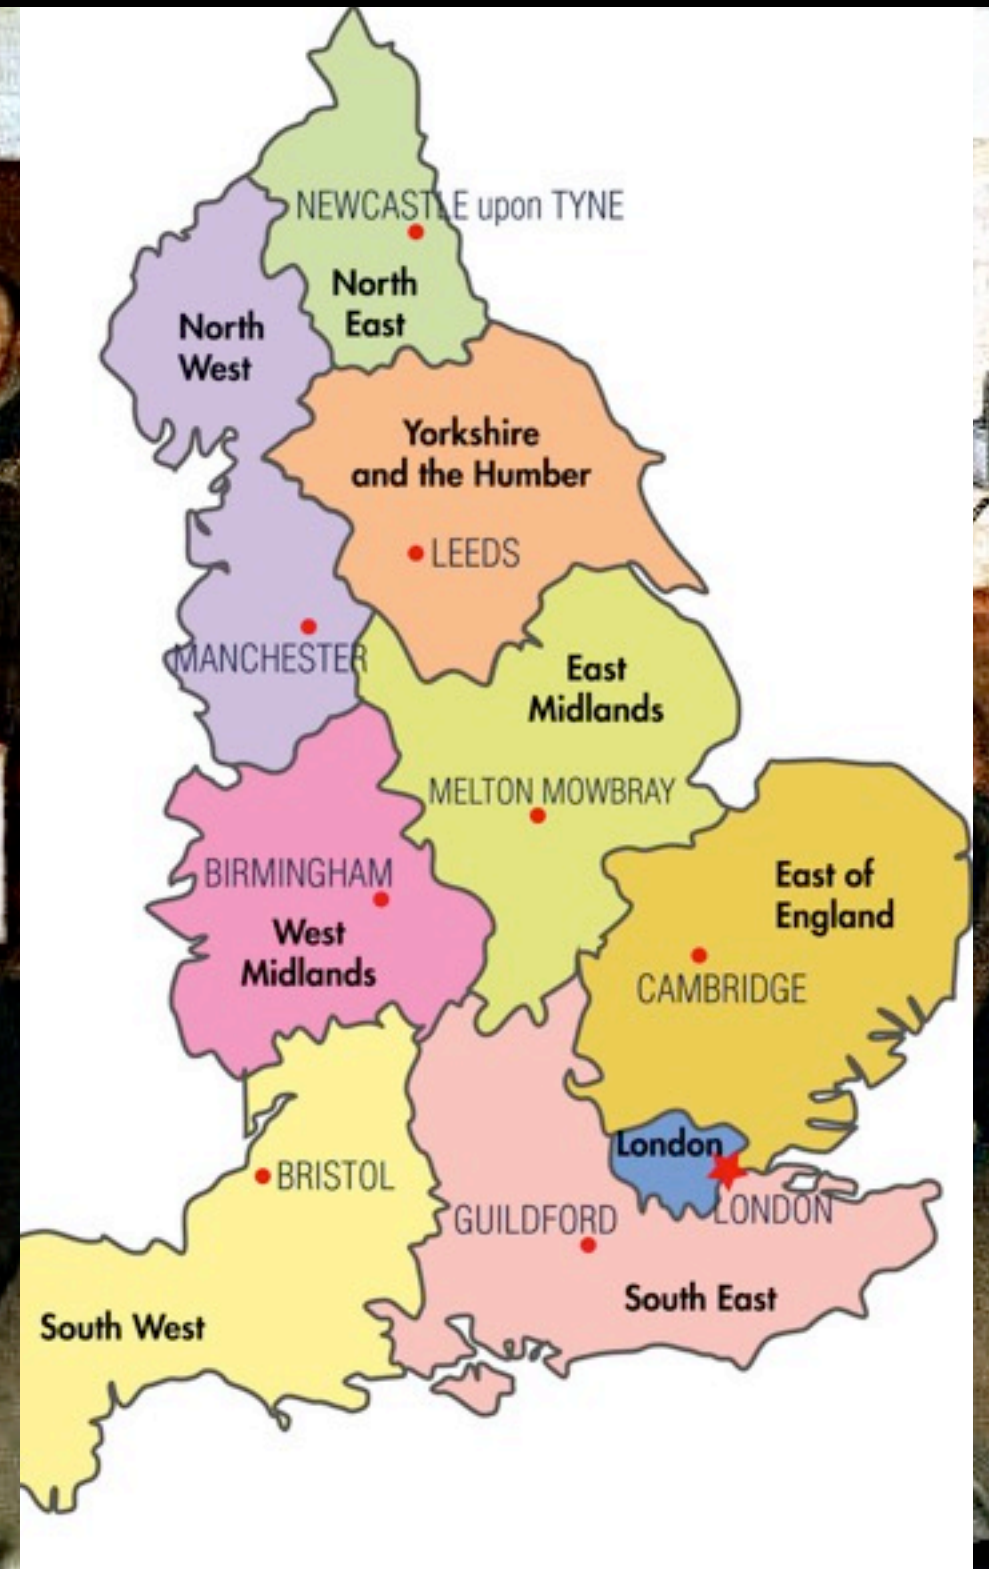 NEWCASTLE upon TYNE
North
East
North
West
Yorkshire
and the Humber
LEEDS
MANCHESTER
East
Midlands
MELTON MOWBRAY
BIRMINGHAM
West
Midlands
East of
England
CAMBRIDGE
London
BRISTOL
LONDON
GUILDFORD
South East
South West